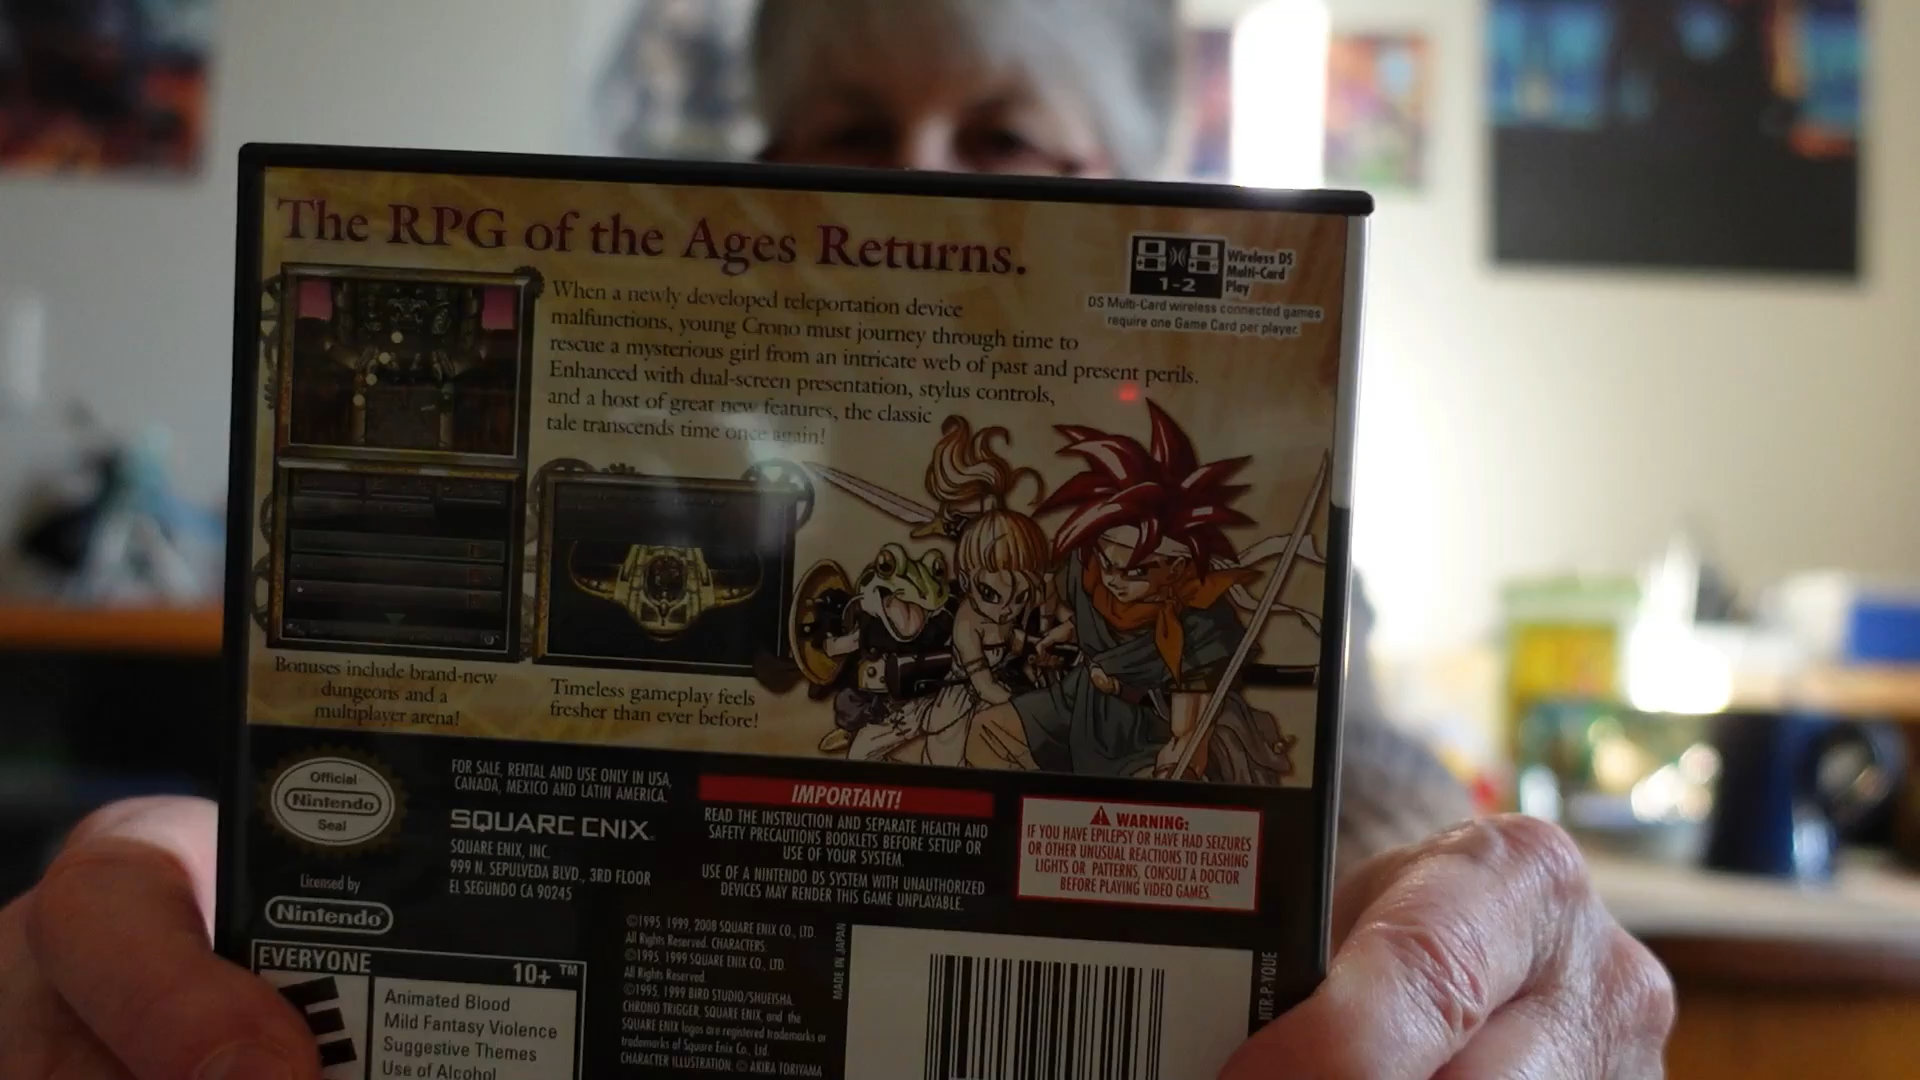 The RPG of the Ages Returns.
Wireless DS
Multi-Card
Play
1-2
DS Multi-Card wireless connected games
require one Game Card per player.
When a newly developed teleportation device
malfunctions, young Crono must journey through time to
rescue a mysterious girl from an intricate web of past and present perils.
Enhanced with dual-screen presentation, stylus controls,
and a host of great new features, the classic
tale transcends time once again!
Bonuses include brand-new
dungeons and a
multiplayer arena!
Timeless gameplay feels
fresher than ever before!
Official
Nintendo
Seal
Licensed by
Nintendo
FOR SALE, RENTAL AND USE ONLY IN USA,
CANADA, MEXICO AND LATIN AMERICA.
SQUARE ENIX
SQUARE ENIX, INC.
999 N. SEPULVEDA BLVD., 3RD FLOOR
EL SEGUNDO CA 90245
IMPORTANT!
READ THE INSTRUCTION AND SEPARATE HEALTH AND
SAFETY PRECAUTIONS BOOKLETS BEFORE SETUP OR
USE OF YOUR SYSTEM.
USE OF A NINTENDO DS SYSTEM WITH UNAUTHORIZED
DEVICES MAY RENDER THIS GAME UNPLAYABLE.
WARNING:
IF YOU HAVE EPILEPSY OR HAVE HAD SEIZURES
OR OTHER UNUSUAL REACTIONS TO FLASHING
LIGHTS OR PATTERNS, CONSULT A DOCTOR
BEFORE PLAYING VIDEO GAMES.
EVERYONE
10+ ™
E
Animated Blood
Mild Fantasy Violence
Suggestive Themes
Use of Alcohol
©1995, 1999, 2008 SQUARE ENIX CO., LTD.
All Rights Reserved. CHARACTERS:
©1995, 1999 SQUARE ENIX CO., LTD.
All Rights Reserved.
©1995, 1999 BIRD STUDIO/SHUEISHA.
CHRONO TRIGGER, SQUARE ENIX, and the
SQUARE ENIX logos are registered trademarks or
trademarks of Square Enix Co., Ltd.
CHARACTER ILLUSTRATION: © AKIRA TORIYAMA
MADE IN JAPAN
NTR-P-YQUE